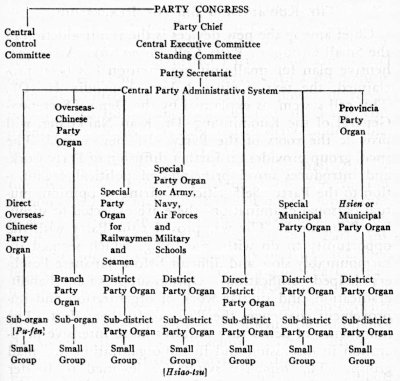 PARTY CONGRESS
Central
Control
Committee
Party Chief
Central Executive Committee
Standing Committee
Party Secretariat
Central Party Administrative System
Overseas-
Chinese
Party
Organ
Provincia
Party
Organ
Direct
Overseas-
Chinese
Party
Organ
Special
Party
Organ
for
Railwaymen
and
Seamen
Special
Party Organ
for Army,
Navy,
Air Forces
and
Military
Schools
Special
Municipal
Party Organ
Hsien or
Municipal
Party Organ
Branch
Party
Organ
District
Party Organ
District
Party Organ
Direct
District
Party Organ
District
Party Organ
District
Party Organ
Sub-organ
[Pu-fên]
Sub-organ
Sub-district
Party Organ
Sub-district
Party Organ
Sub-district
Party Organ
Sub-district
Party Organ
Sub-district
Party Organ
Small
Group
Small
Group
Small
Group
Small
Group
[Hsiao-tsu]
Small
Group
Small
Group
Small
Group